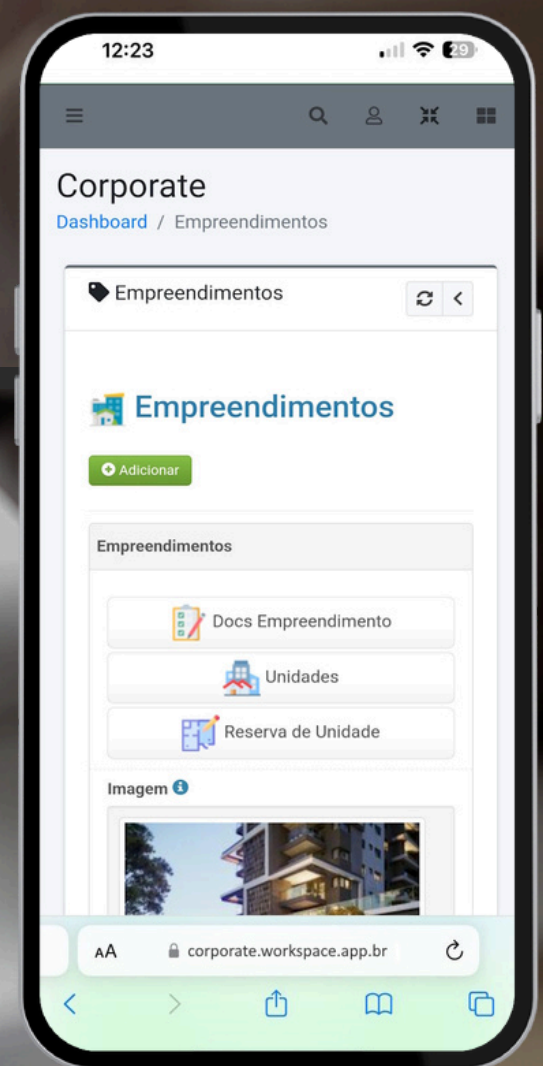 12:23
29
Corporate
Dashboard / Empreendimentos
Empreendimentos
Empreendimentos
Adicionar
Empreendimentos
Docs Empreendimento
Unidades
Reserva de Unidade
Imagem
AA corporate.workspace.app.br